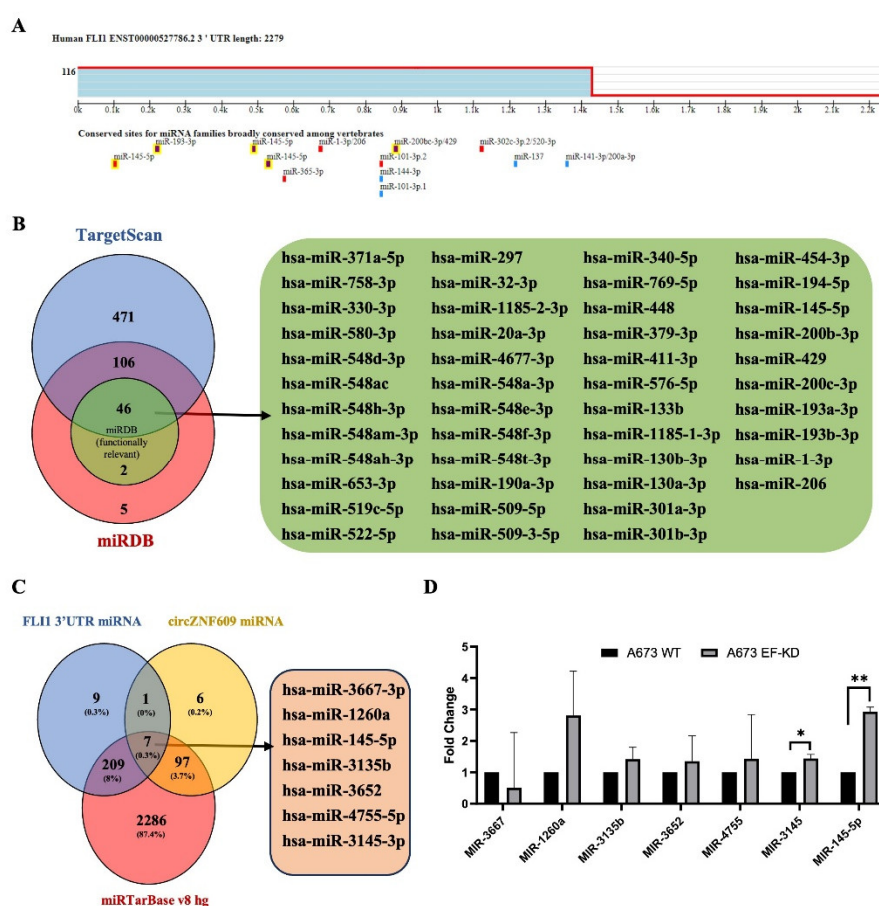 A
Human FLI1 ENST00000527786.2 3 ' UTR length: 2279
116
0k 0.1k 0.2k 0.3k 0.4k 0.5k 0.6k 0.7k 0.8k 0.9k 1k 1.1k 1.2k 1.3k 1.4k 1.5k 1.6k 1.7k 1.8k 1.9k 2k 2.1k 2.2k
Conserved sites for miRNA families broadly conserved among vertebrates
miR-193-3p miR-145-5p miR-1-3p/206 miR-200bc-3p/429 miR-302c-3p.2/520-3p
miR-145-5p miR-145-5p miR-101-3p.2 miR-137 miR-141-3p/200a-3p
miR-365-3p miR-144-3p
miR-101-3p.1
B
TargetScan
471
106
46
miRDB
(functionally
relevant)
2
5
miRDB
hsa-miR-371a-5p hsa-miR-297 hsa-miR-340-5p hsa-miR-454-3p
hsa-miR-758-3p hsa-miR-32-3p hsa-miR-769-5p hsa-miR-194-5p
hsa-miR-330-3p hsa-miR-1185-2-3p hsa-miR-448 hsa-miR-145-5p
hsa-miR-580-3p hsa-miR-20a-3p hsa-miR-379-3p hsa-miR-200b-3p
hsa-miR-548d-3p hsa-miR-4677-3p hsa-miR-411-3p hsa-miR-429
hsa-miR-548ac hsa-miR-548a-3p hsa-miR-576-5p hsa-miR-200c-3p
hsa-miR-548h-3p hsa-miR-548e-3p hsa-miR-133b hsa-miR-193a-3p
hsa-miR-548am-3p hsa-miR-548f-3p hsa-miR-1185-1-3p hsa-miR-193b-3p
hsa-miR-548ah-3p hsa-miR-548t-3p hsa-miR-130b-3p hsa-miR-1-3p
hsa-miR-653-3p hsa-miR-190a-3p hsa-miR-130a-3p hsa-miR-206
hsa-miR-519c-5p hsa-miR-509-5p hsa-miR-301a-3p
hsa-miR-522-5p hsa-miR-509-3-5p hsa-miR-301b-3p
C
FLI1 3’UTR miRNA circZNF609 miRNA
9
(0.3%)
1
(0%)
6
(0.2%)
7
(0.3%)
209
(8%)
97
(3.7%)
2286
(87.4%)
miRTarBase v8 hg
hsa-miR-3667-3p
hsa-miR-1260a
hsa-miR-145-5p
hsa-miR-3135b
hsa-miR-3652
hsa-miR-4755-5p
hsa-miR-3145-3p
D
A673 WT A673 EF-KD
Fold Change
5
4
3
2
1
0
* **
MIR-3667 MIR-1260a MIR-3135b MIR-3652 MIR-4755 MIR-3145 MIR-145-5p